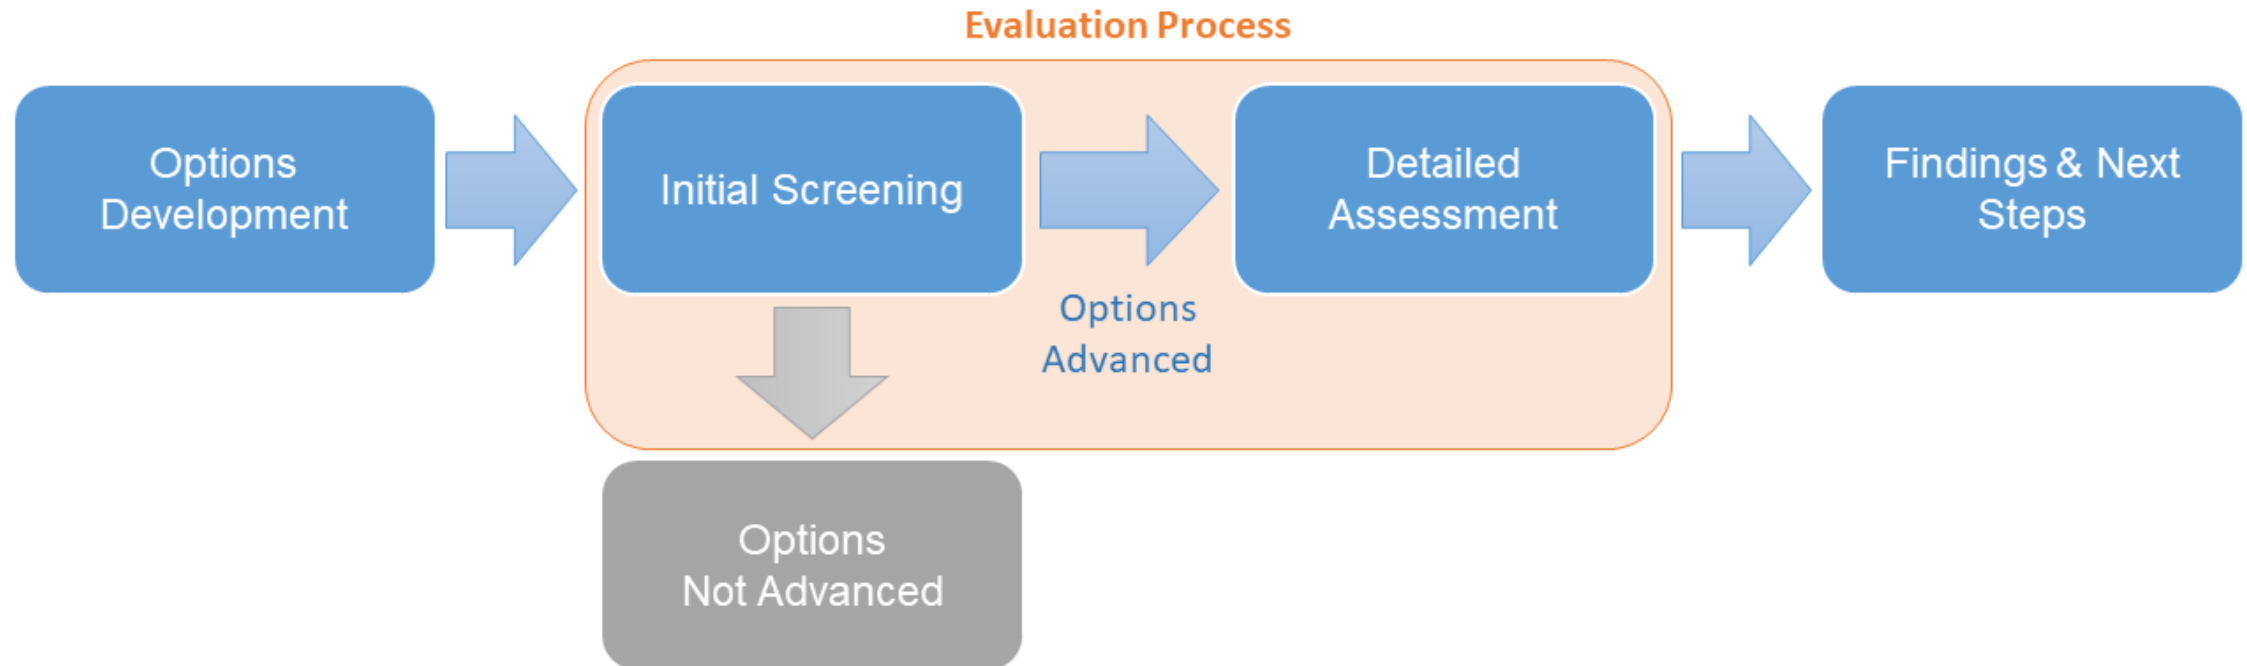 Evaluation Process
Options
Development
Initial Screening
Options
Advanced
Detailed
Assessment
Findings & Next
Steps
Options
Not Advanced